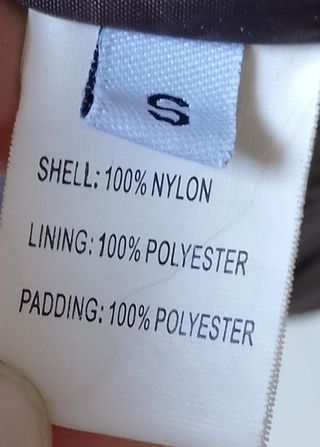 S
SHELL: 100% NYLON
LINING: 100% POLYESTER
PADDING: 100% POLYESTER